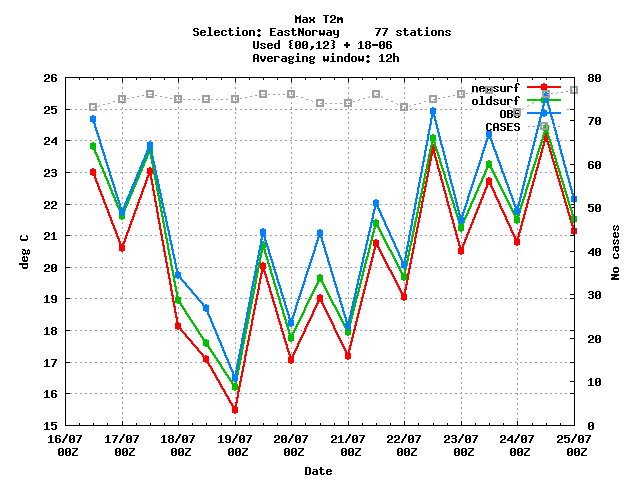 Max T2m
Selection: EastNorway 77 stations
Used {00,12} + 18-06
Averaging window: 12h
26
25
24
23
22
21
20
19
18
17
16
15
deg C
80
70
60
50
40
30
20
10
0
No cases
newsurf
oldsurf
OBS
CASES
16/07 17/07 18/07 19/07 20/07 21/07 22/07 23/07 24/07 25/07
00Z 00Z 00Z 00Z 00Z 00Z 00Z 00Z 00Z 00Z
Date